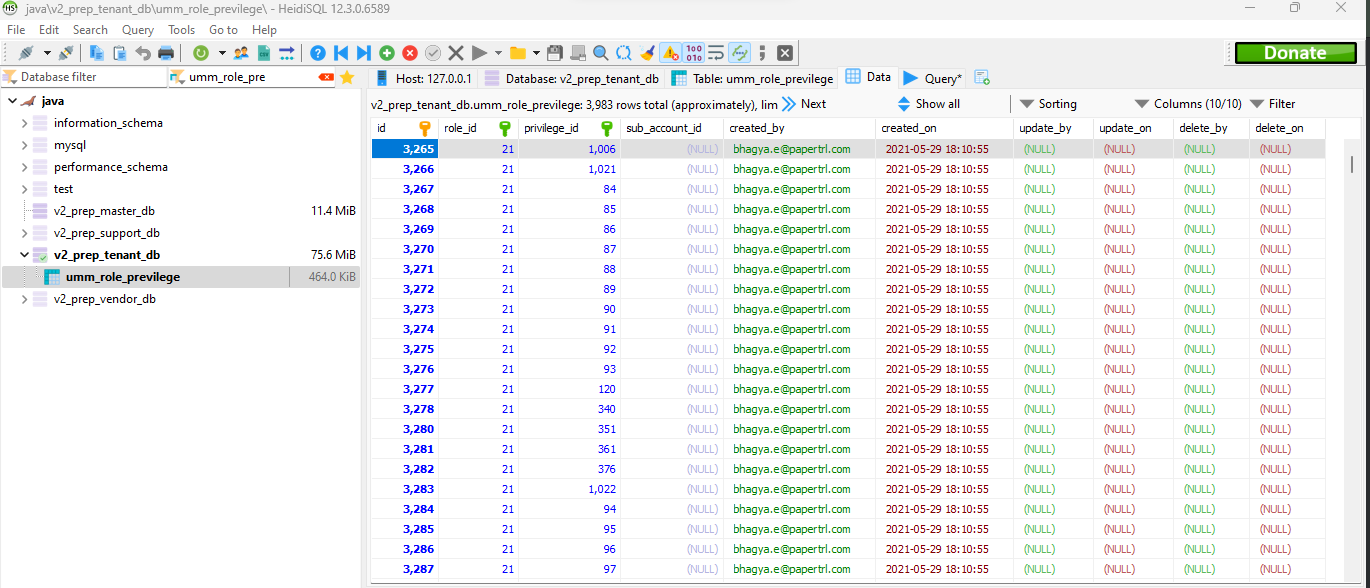 java\v2_prep_tenant_db\umm_role_previlege\ - HeidiSQL 12.3.0.6589
File Edit Search Query Tools Go to Help
Donate
Database filter umm_role_pre
Host: 127.0.0.1 Database: v2_prep_tenant_db Table: umm_role_previlege Data Query*
java
information_schema
mysql
performance_schema
test
v2_prep_master_db 11.4 MiB
v2_prep_support_db
v2_prep_tenant_db 75.6 MiB
umm_role_previlege 464.0 KiB
v2_prep_vendor_db
v2_prep_tenant_db.umm_role_previlege: 3,983 rows total (approximately), lim Next Show all Sorting Columns (10/10) Filter
id role_id privilege_id sub_account_id created_by created_on update_by update_on delete_by delete_on
3,265 21 1,006 (NULL) bhagya.e@papertrl.com 2021-05-29 18:10:55 (NULL) (NULL) (NULL) (NULL)
3,266 21 1,021 (NULL) bhagya.e@papertrl.com 2021-05-29 18:10:55 (NULL) (NULL) (NULL) (NULL)
3,267 21 84 (NULL) bhagya.e@papertrl.com 2021-05-29 18:10:55 (NULL) (NULL) (NULL) (NULL)
3,268 21 85 (NULL) bhagya.e@papertrl.com 2021-05-29 18:10:55 (NULL) (NULL) (NULL) (NULL)
3,269 21 86 (NULL) bhagya.e@papertrl.com 2021-05-29 18:10:55 (NULL) (NULL) (NULL) (NULL)
3,270 21 87 (NULL) bhagya.e@papertrl.com 2021-05-29 18:10:55 (NULL) (NULL) (NULL) (NULL)
3,271 21 88 (NULL) bhagya.e@papertrl.com 2021-05-29 18:10:55 (NULL) (NULL) (NULL) (NULL)
3,272 21 89 (NULL) bhagya.e@papertrl.com 2021-05-29 18:10:55 (NULL) (NULL) (NULL) (NULL)
3,273 21 90 (NULL) bhagya.e@papertrl.com 2021-05-29 18:10:55 (NULL) (NULL) (NULL) (NULL)
3,274 21 91 (NULL) bhagya.e@papertrl.com 2021-05-29 18:10:55 (NULL) (NULL) (NULL) (NULL)
3,275 21 92 (NULL) bhagya.e@papertrl.com 2021-05-29 18:10:55 (NULL) (NULL) (NULL) (NULL)
3,276 21 93 (NULL) bhagya.e@papertrl.com 2021-05-29 18:10:55 (NULL) (NULL) (NULL) (NULL)
3,277 21 120 (NULL) bhagya.e@papertrl.com 2021-05-29 18:10:55 (NULL) (NULL) (NULL) (NULL)
3,278 21 340 (NULL) bhagya.e@papertrl.com 2021-05-29 18:10:55 (NULL) (NULL) (NULL) (NULL)
3,280 21 351 (NULL) bhagya.e@papertrl.com 2021-05-29 18:10:55 (NULL) (NULL) (NULL) (NULL)
3,281 21 361 (NULL) bhagya.e@papertrl.com 2021-05-29 18:10:55 (NULL) (NULL) (NULL) (NULL)
3,282 21 376 (NULL) bhagya.e@papertrl.com 2021-05-29 18:10:55 (NULL) (NULL) (NULL) (NULL)
3,283 21 1,022 (NULL) bhagya.e@papertrl.com 2021-05-29 18:10:55 (NULL) (NULL) (NULL) (NULL)
3,284 21 94 (NULL) bhagya.e@papertrl.com 2021-05-29 18:10:55 (NULL) (NULL) (NULL) (NULL)
3,285 21 95 (NULL) bhagya.e@papertrl.com 2021-05-29 18:10:55 (NULL) (NULL) (NULL) (NULL)
3,286 21 96 (NULL) bhagya.e@papertrl.com 2021-05-29 18:10:55 (NULL) (NULL) (NULL) (NULL)
3,287 21 97 (NULL) bhagya.e@papertrl.com 2021-05-29 18:10:55 (NULL) (NULL) (NULL) (NULL)